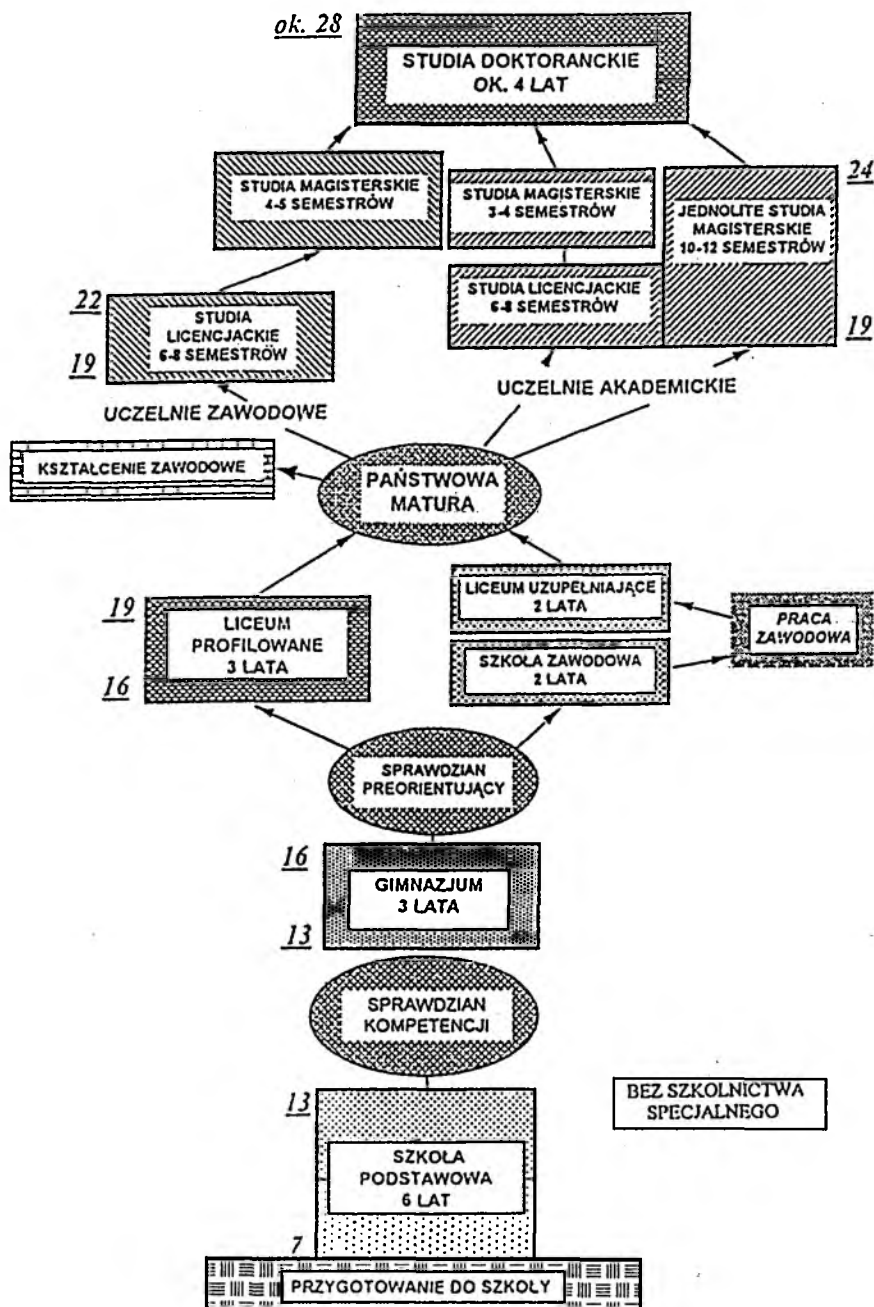 ok. 28
STUDIA DOKTORANCKIE
OK. 4 LAT
STUDIA MAGISTERSKIE
4-5 SEMESTRÓW
STUDIA MAGISTERSKIE
3-4 SEMESTRÓW
24
JEDNOLITE STUDIA
MAGISTERSKIE
10-12 SEMESTRÓW
STUDIA LICENCJACKIE
6-8 SEMESTRÓW
22
STUDIA
LICENCJACKIE
6-8 SEMESTRÓW
19
19
UCZELNIE ZAWODOWE
UCZELNIE AKADEMICKIE
KSZTAŁCENIE ZAWODOWE
PAŃSTWOWA
MATURA
19
LICEUM
PROFILOWANE
3 LATA
16
LICEUM UZUPEŁNIAJĄCE
2 LATA
SZKOŁA ZAWODOWA
2 LATA
PRACA
ZAWODOWA
SPRAWDZIAN
PREORIENTUJĄCY
16
GIMNAZJUM
3 LATA
13
SPRAWDZIAN
KOMPETENCJI
13
BEZ SZKOLNICTWA
SPECJALNEGO
SZKOŁA
PODSTAWOWA
6 LAT
7
PRZYGOTOWANIE DO SZKOŁY